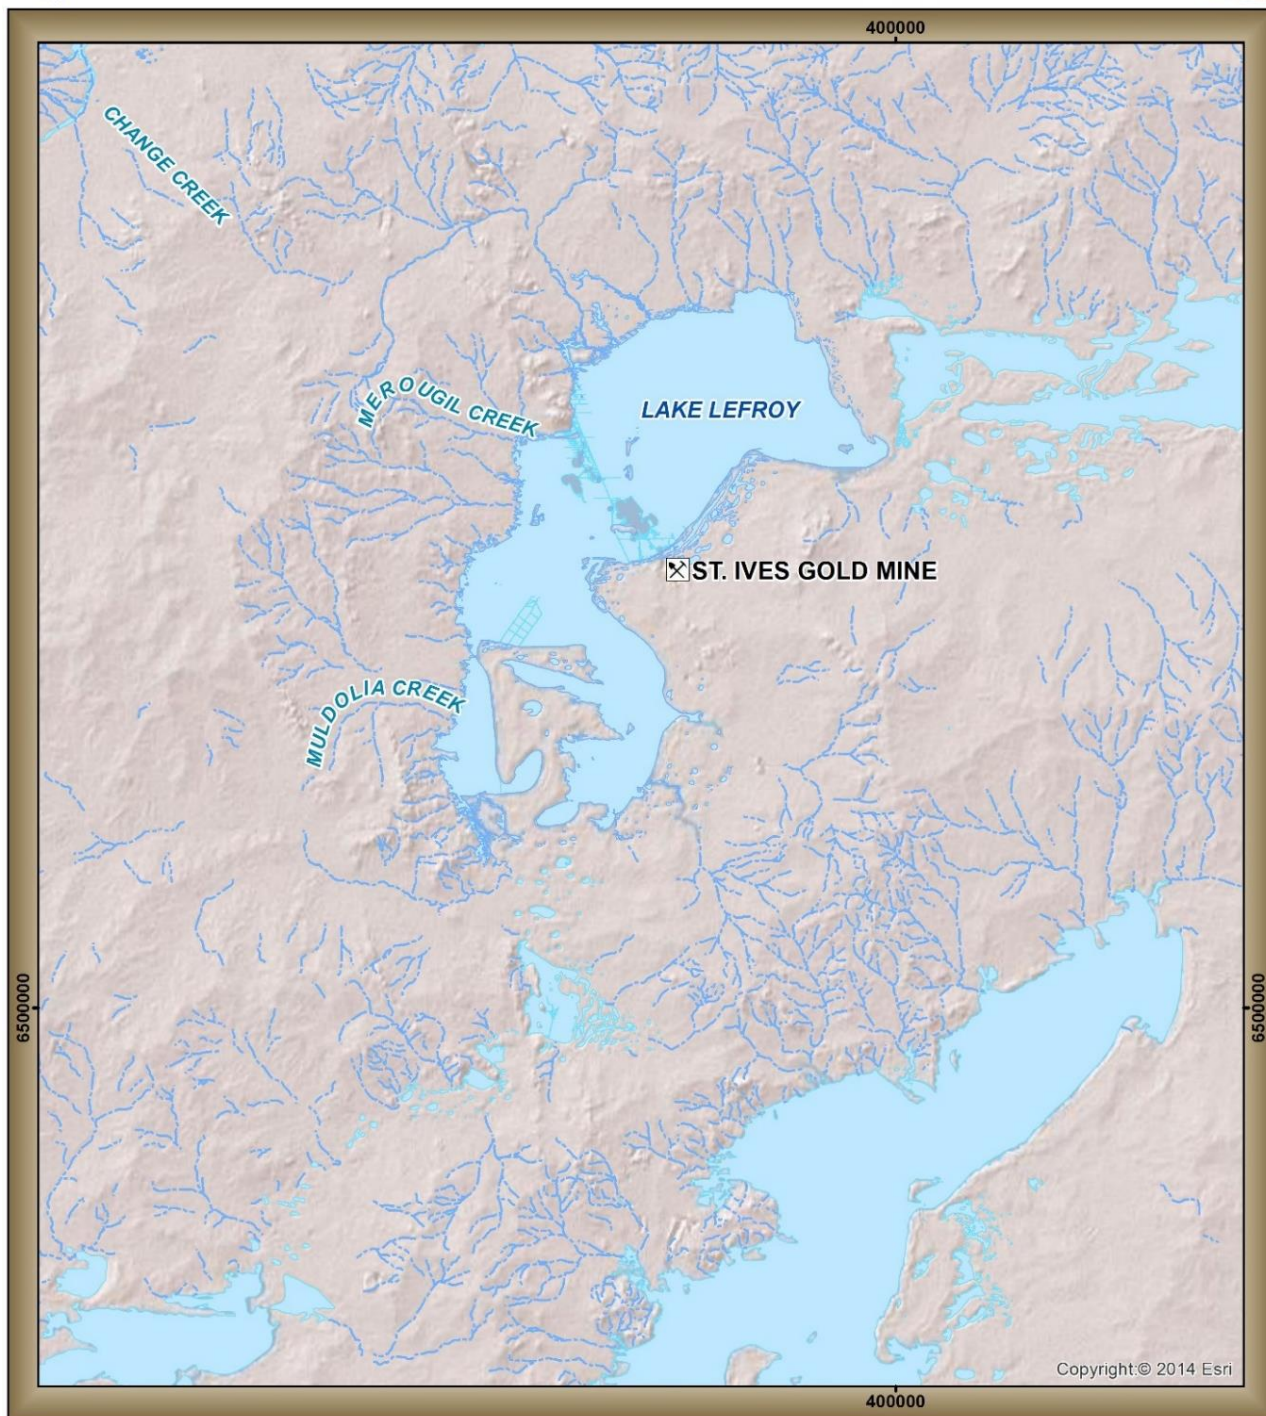 400000
CHANGE CREEK
MEROUGIL CREEK
LAKE LEFROY
ST. IVES GOLD MINE
MULDOLIA CREEK
6500000
6500000
Copyright:© 2014 Esri
400000